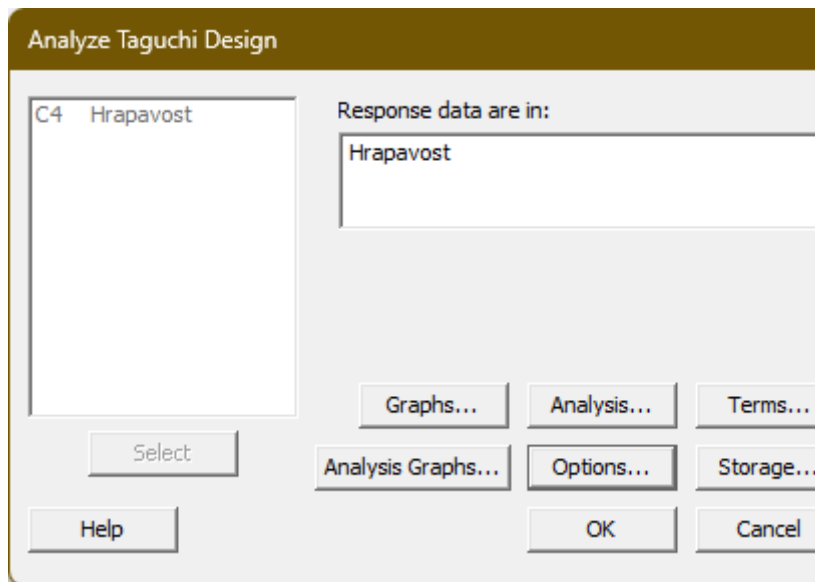 Analyze Taguchi Design
C4 Hrapavost
Response data are in:
Hrapavost
Graphs...
Analysis...
Terms...
Select
Analysis Graphs...
Options...
Storage...
Help
OK
Cancel